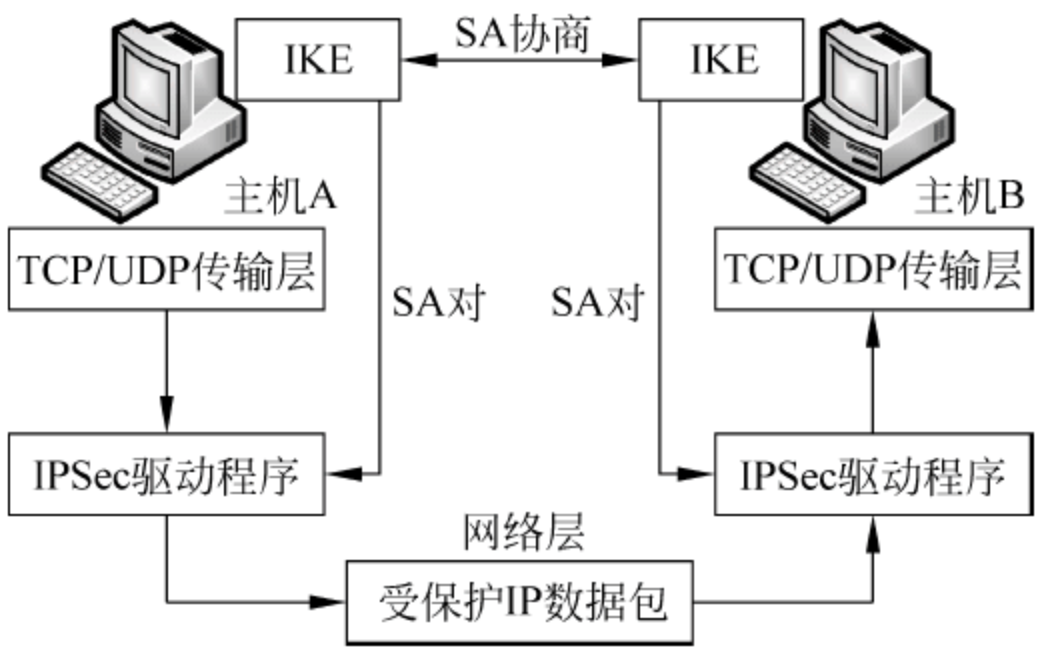 IKE
SA协商
IKE
主机A
主机B
TCP/UDP传输层
TCP/UDP传输层
SA对
SA对
IPSec驱动程序
IPSec驱动程序
网络层
受保护IP数据包